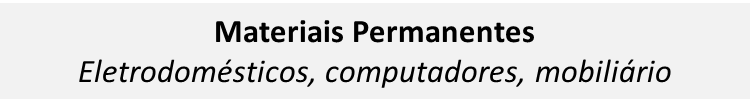 Materiais Permanentes
Eletrodomésticos, computadores, mobiliário